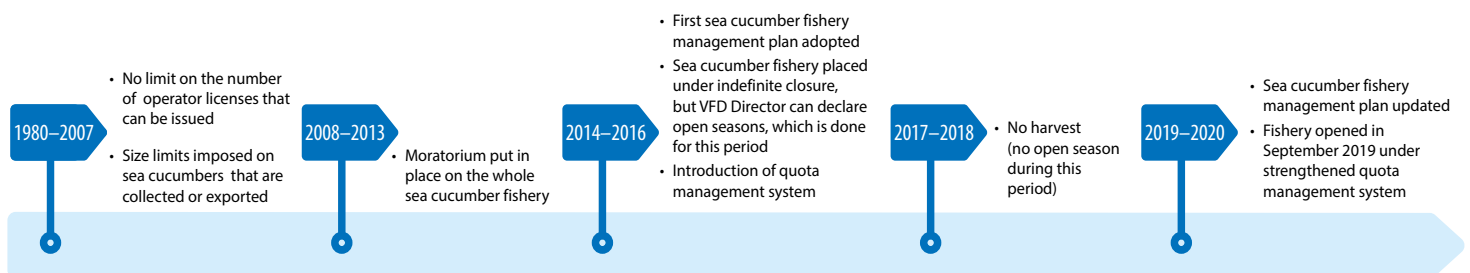 1980–2007
• No limit on the number
of operator licenses that
can be issued
• Size limits imposed on
sea cucumbers that are
collected or exported
2008–2013
• Moratorium put in
place on the whole
sea cucumber fishery
2014–2016
• First sea cucumber fishery
management plan adopted
• Sea cucumber fishery placed
under indefinite closure,
but VFD Director can declare
open seasons, which is done
for this period
• Introduction of quota
management system
2017–2018
• No harvest
(no open season
during this
period)
2019–2020
• Sea cucumber fishery
management plan updated
• Fishery opened in
September 2019 under
strengthened quota
management system